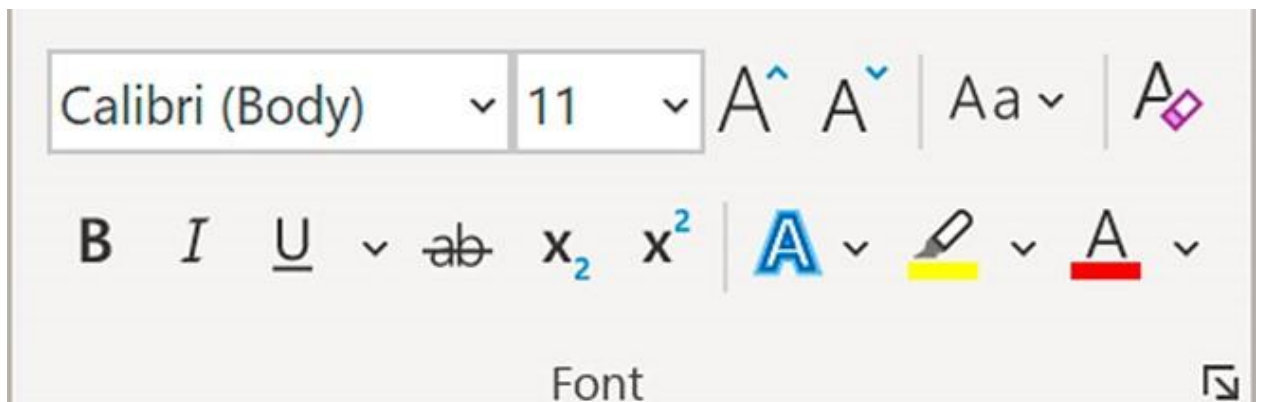 Calibri (Body) 11 A A Aa A
B I U ab x₂ x² A A
Font